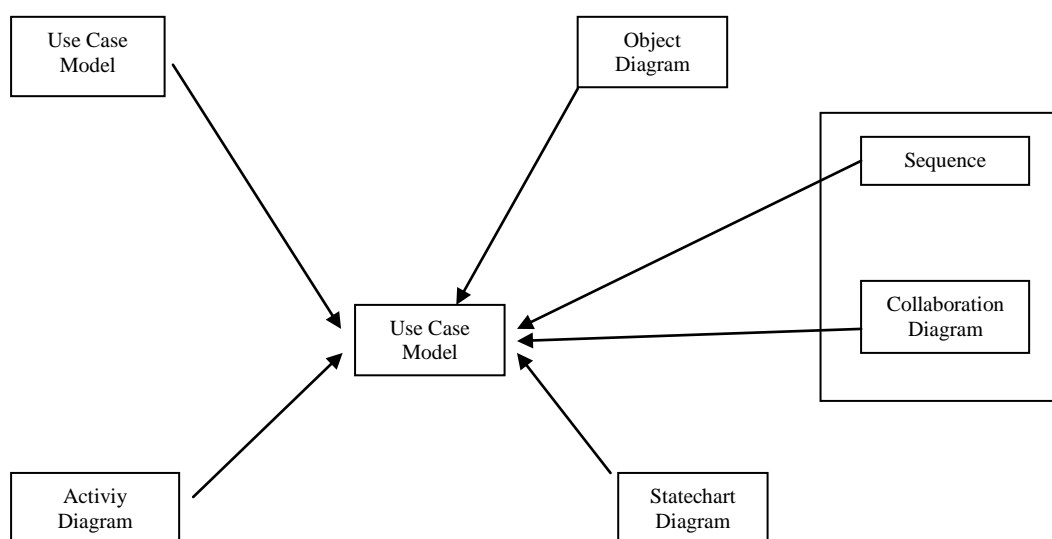 Use Case
Model
Object
Diagram
Sequence
Collaboration
Diagram
Use Case
Model
Activiy
Diagram
Statechart
Diagram